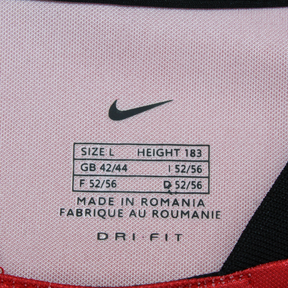 SIZE L HEIGHT 183
GB 42/44 I 52/56
F 52/56 D 52/56
MADE IN ROMANIA
FABRIQUE AU ROUMANIE
DRI-FIT